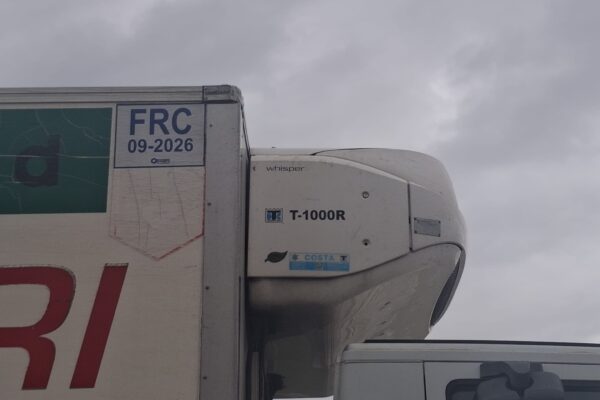 FRC
09-2026
d
RI
whisper
T-1000R
COSTA